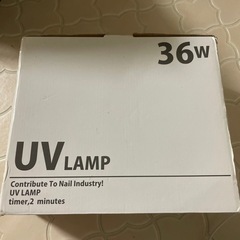 36W
UV LAMP
Contribute To Nail Industry!
UV LAMP
timer,2 minutes